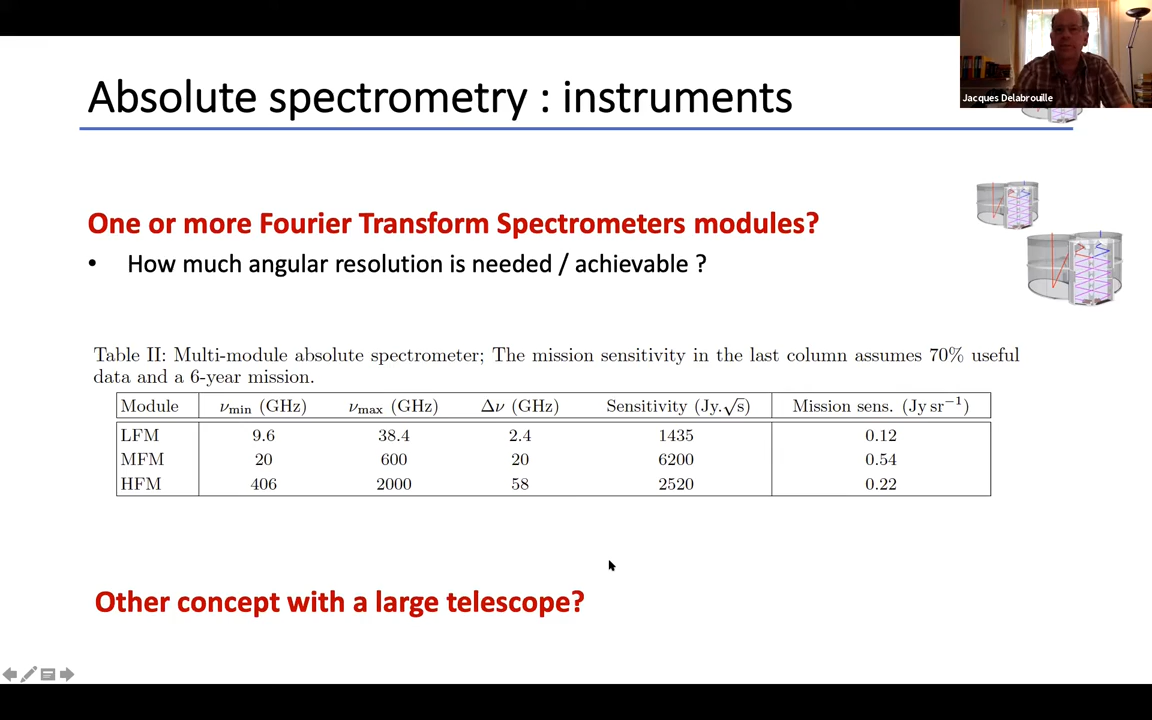 Absolute spectrometry : instruments
Jacques Delabrouille
One or more Fourier Transform Spectrometers modules?
• How much angular resolution is needed / achievable ?
Table II: Multi-module absolute spectrometer; The mission sensitivity in the last column assumes 70% useful
data and a 6-year mission.
Module ν_min (GHz) ν_max (GHz) Δν (GHz) Sensitivity (Jy.√s) Mission sens. (Jy sr⁻¹)
LFM 9.6 38.4 2.4 1435 0.12
MFM 20 600 20 6200 0.54
HFM 406 2000 58 2520 0.22
Other concept with a large telescope?